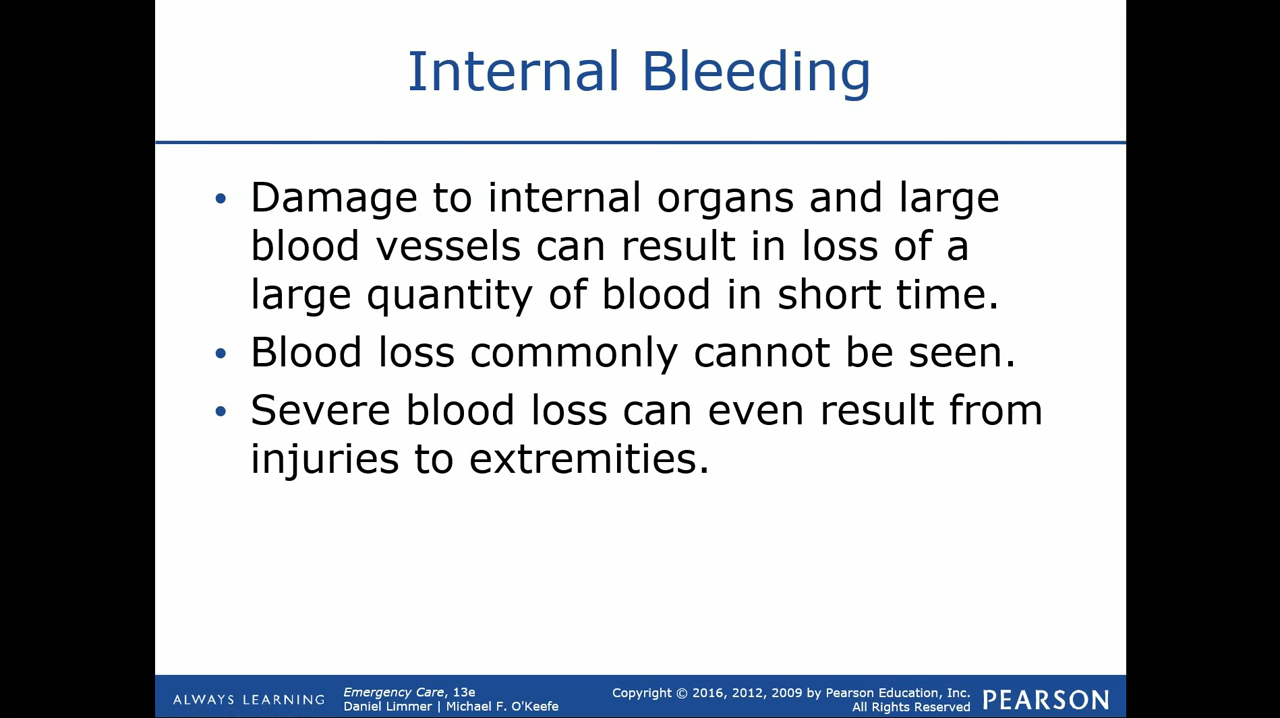 Internal Bleeding
• Damage to internal organs and large
blood vessels can result in loss of a
large quantity of blood in short time.
• Blood loss commonly cannot be seen.
• Severe blood loss can even result from
injuries to extremities.
ALWAYS LEARNING
Emergency Care, 13e
Daniel Limmer | Michael F. O'Keefe
Copyright © 2016, 2012, 2009 by Pearson Education, Inc.
All Rights Reserved
PEARSON